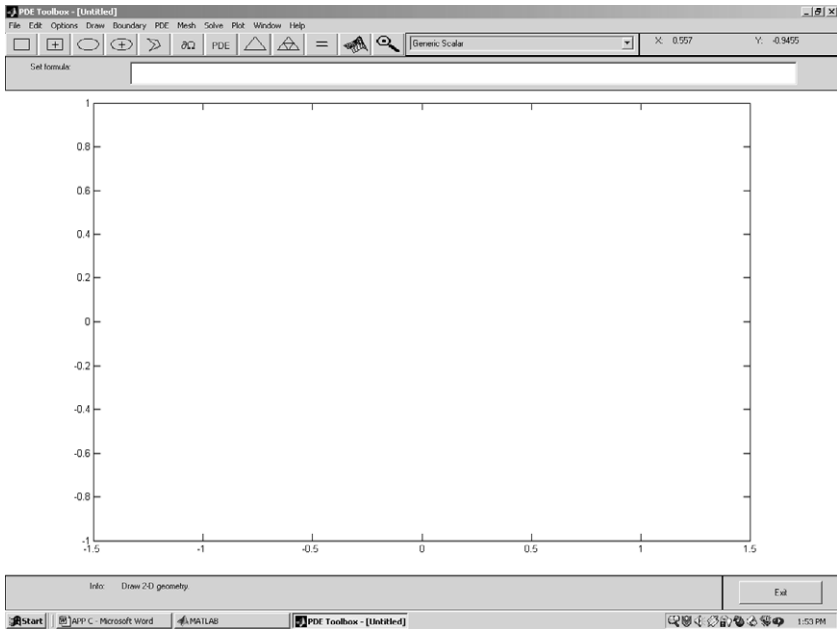 PDE Toolbox - [Untitled]
File Edit Options Draw Boundary PDE Mesh Solve Plot Window Help
∂Ω PDE = Generic Scalar X: 0.557 Y: -0.9455
Set formula:
1
0.8
0.6
0.4
0.2
0
-0.2
-0.4
-0.6
-0.8
-1
-1.5 -1 -0.5 0 0.5 1 1.5
Info: Draw 2-D geometry. Exit
Start APP C - Microsoft Word MATLAB PDE Toolbox - [Untitled] 1:53 PM